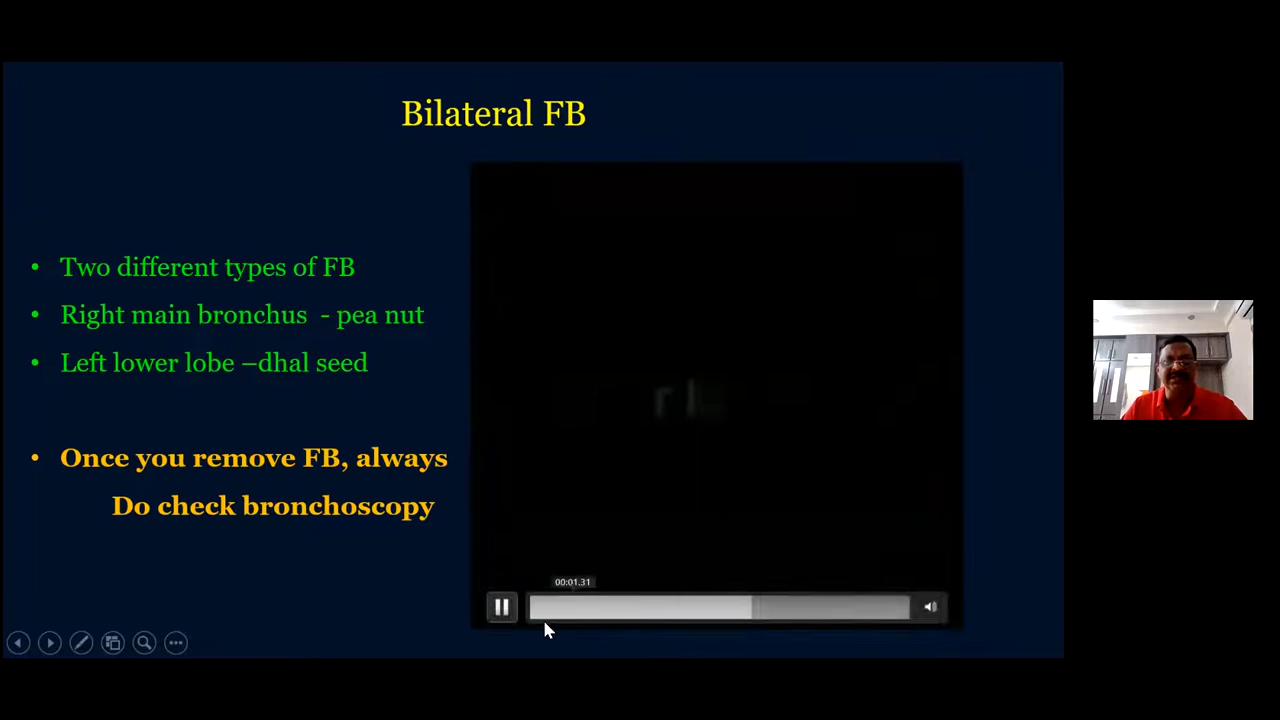 Bilateral FB
• Two different types of FB
• Right main bronchus - pea nut
• Left lower lobe –dhal seed
• Once you remove FB, always
Do check bronchoscopy
00:01.31